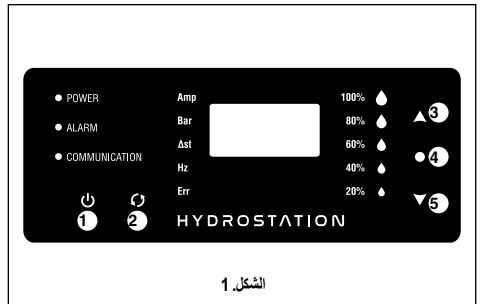 POWER
ALARM
COMMUNICATION
Amp
Bar
Δst
Hz
Err
100%
80%
60%
40%
20%
1
2
3
4
5
HYDROSTATION
الشكل. 1